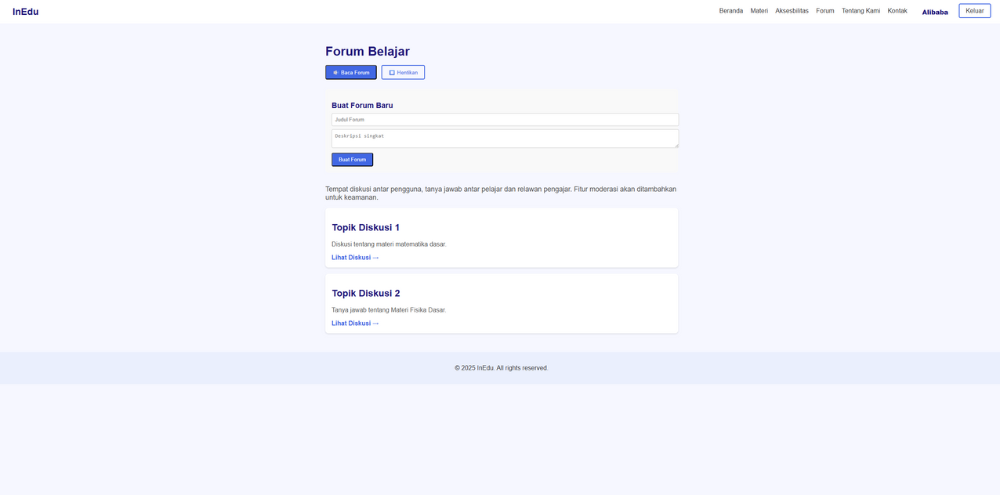 InEdu
Beranda Materi Aksesbilitas Forum Tentang Kami Kontak Alibaba Keluar
Forum Belajar
Baca Forum Hentikan
Buat Forum Baru
Judul Forum
Deskripsi singkat
Buat Forum
Tempat diskusi antar pengguna, tanya jawab antar pelajar dan relawan pengajar. Fitur moderasi akan ditambahkan
untuk keamanan.
Topik Diskusi 1
Diskusi tentang materi matematika dasar.
Lihat Diskusi →
Topik Diskusi 2
Tanya jawab tentang Materi Fisika Dasar.
Lihat Diskusi →
© 2025 InEdu. All rights reserved.